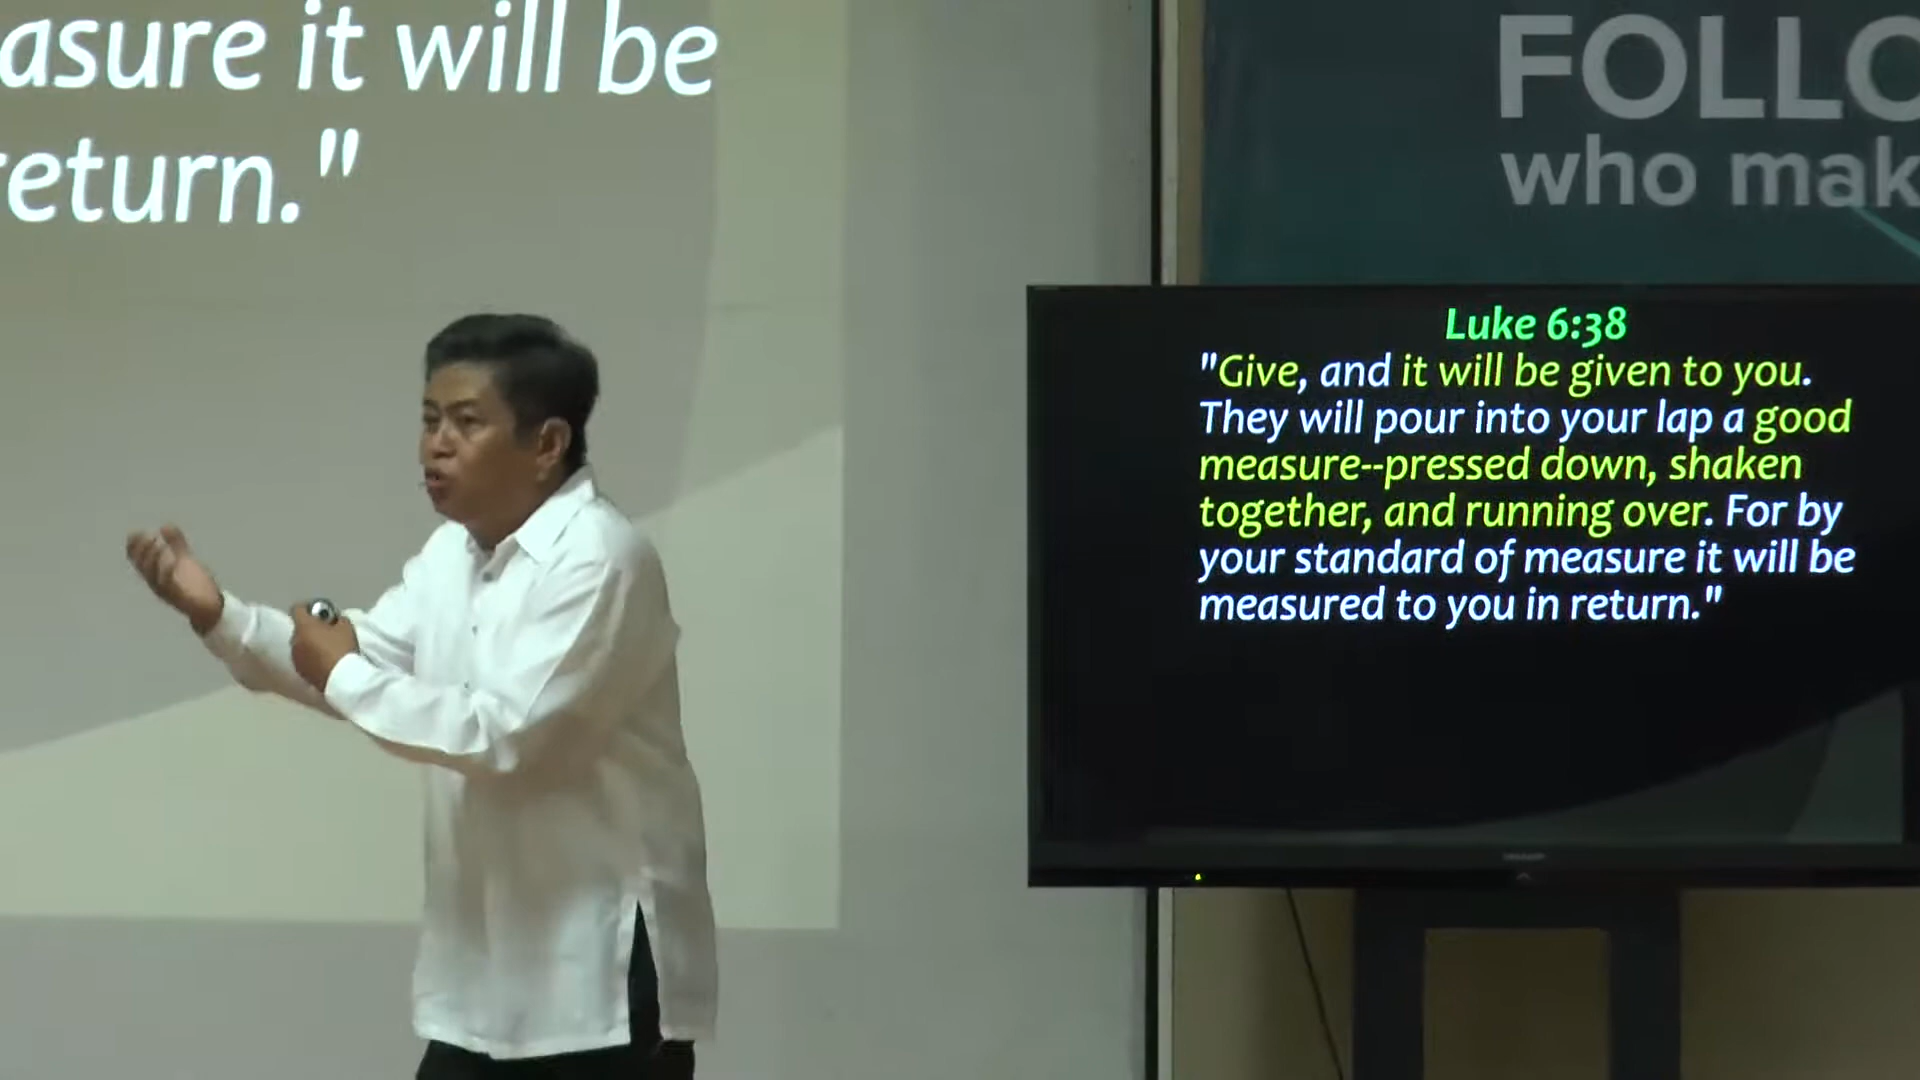 asure it will be
return."
FOLLO
who mak
Luke 6:38
"Give, and it will be given to you.
They will pour into your lap a good
measure--pressed down, shaken
together, and running over. For by
your standard of measure it will be
measured to you in return."